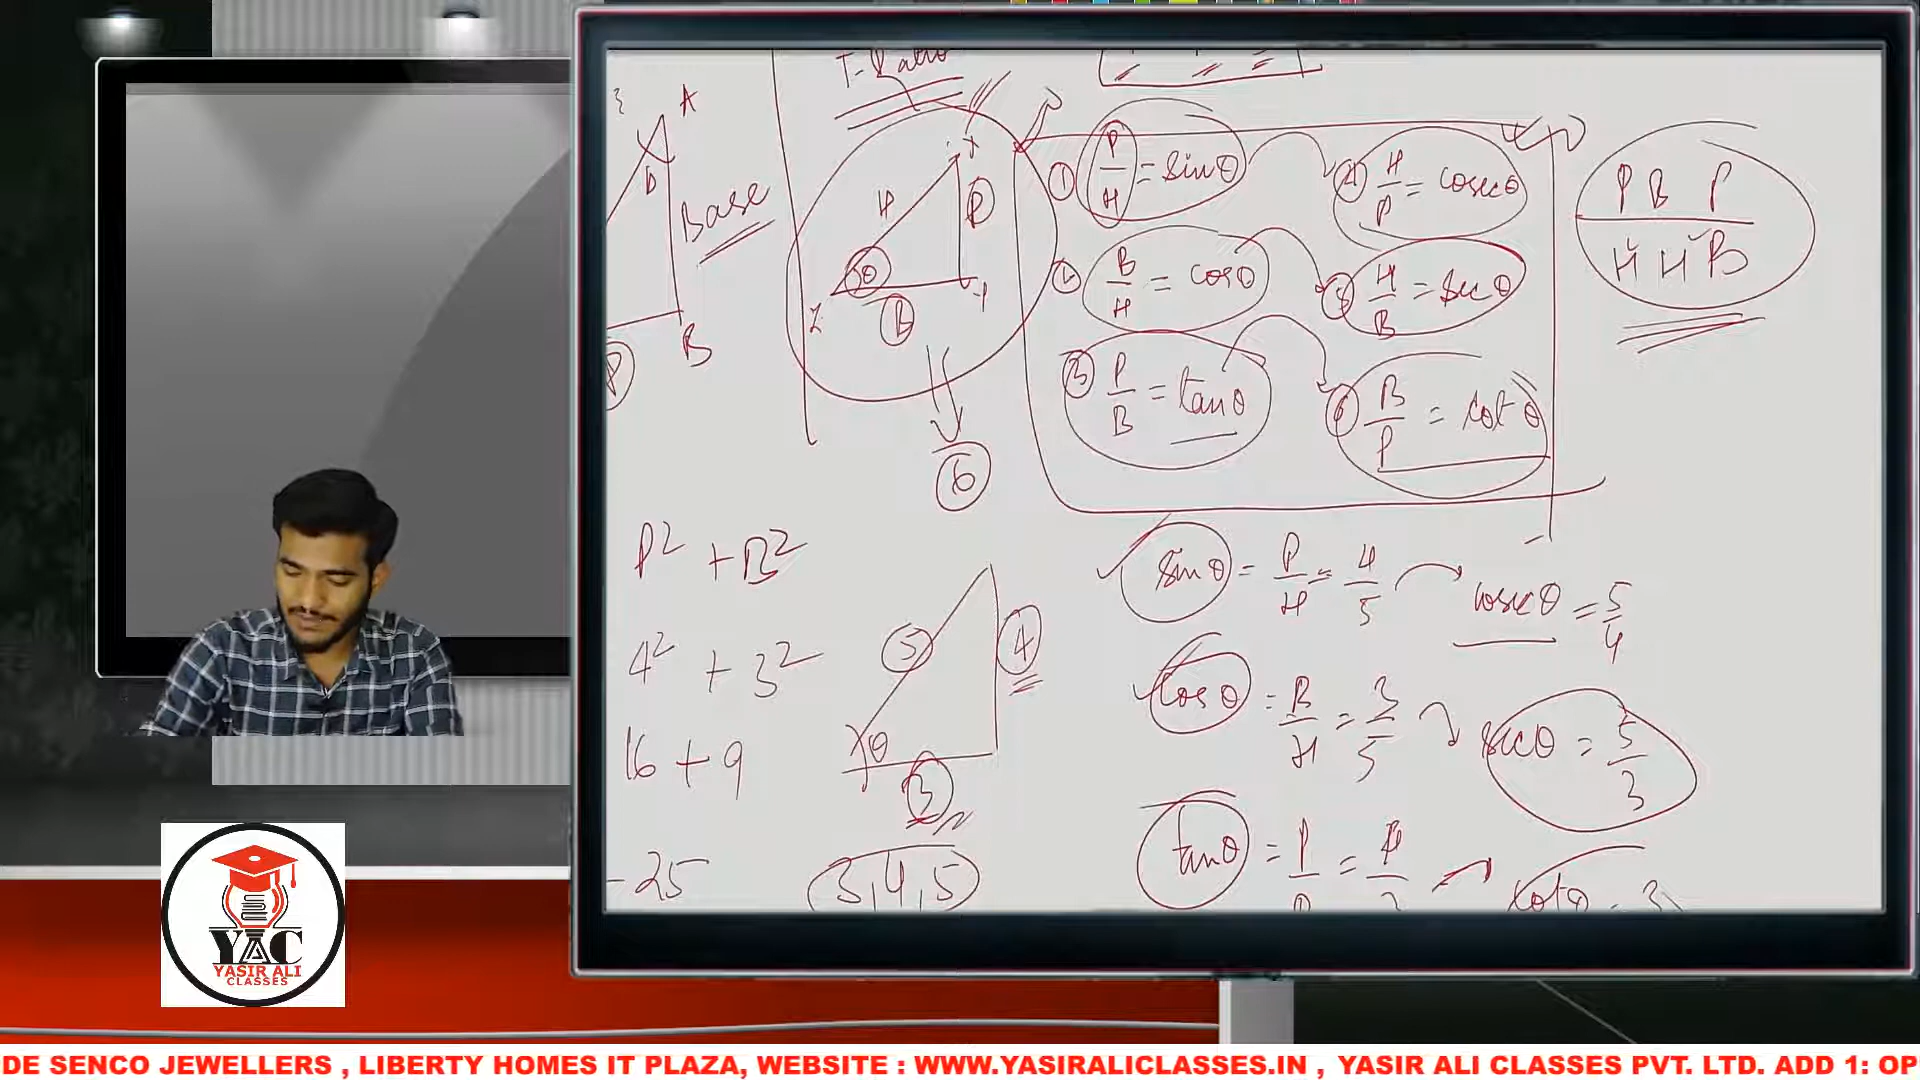 T-Ratio
A
D
Base
B
P
H
X
P
θ
B
Y
Z
6
① P/H = sinθ
④ H/P = cosecθ
② B/H = cosθ
⑤ H/B = secθ
③ P/B = tanθ
⑥ B/P = cotθ
P B P
H H B
P² + B²
4² + 3²
16 + 9
25
5
4
θ
3
3,4,5
sinθ = P/H = 4/5
cosecθ = 5/4
cosθ = B/H = 3/5
secθ = 5/3
tanθ = P
cotθ
YAC
YASIR ALI
CLASSES
DE SENCO JEWELLERS , LIBERTY HOMES IT PLAZA, WEBSITE : WWW.YASIRALICLASSES.IN , YASIR ALI CLASSES PVT. LTD. ADD 1: OP